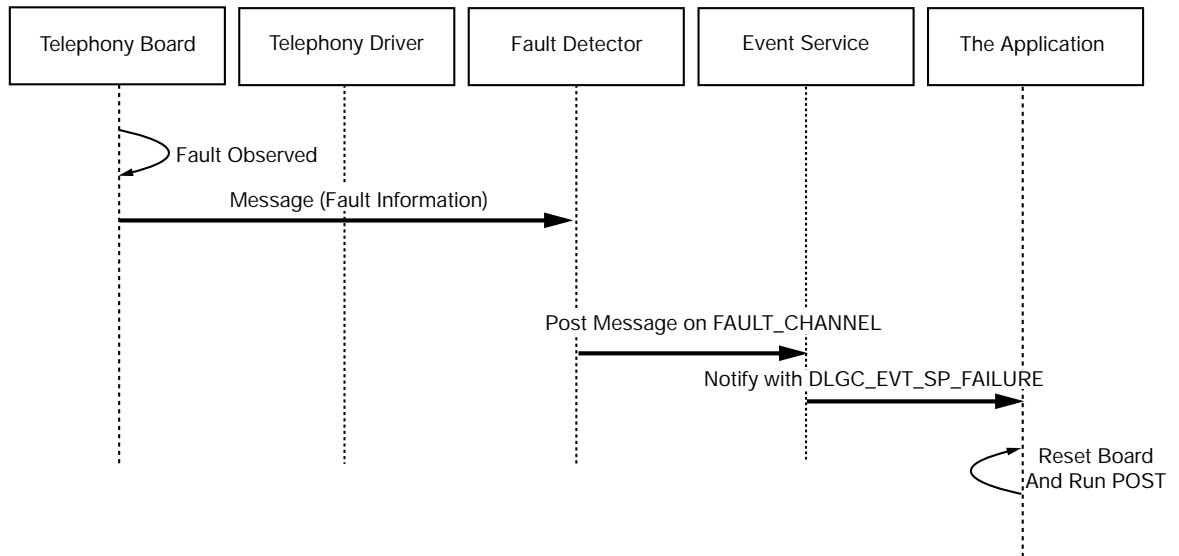 Telephony Board
Telephony Driver
Fault Detector
Event Service
The Application
Fault Observed
Message (Fault Information)
Post Message on FAULT_CHANNEL
Notify with DLGC_EVT_SP_FAILURE
Reset Board
And Run POST